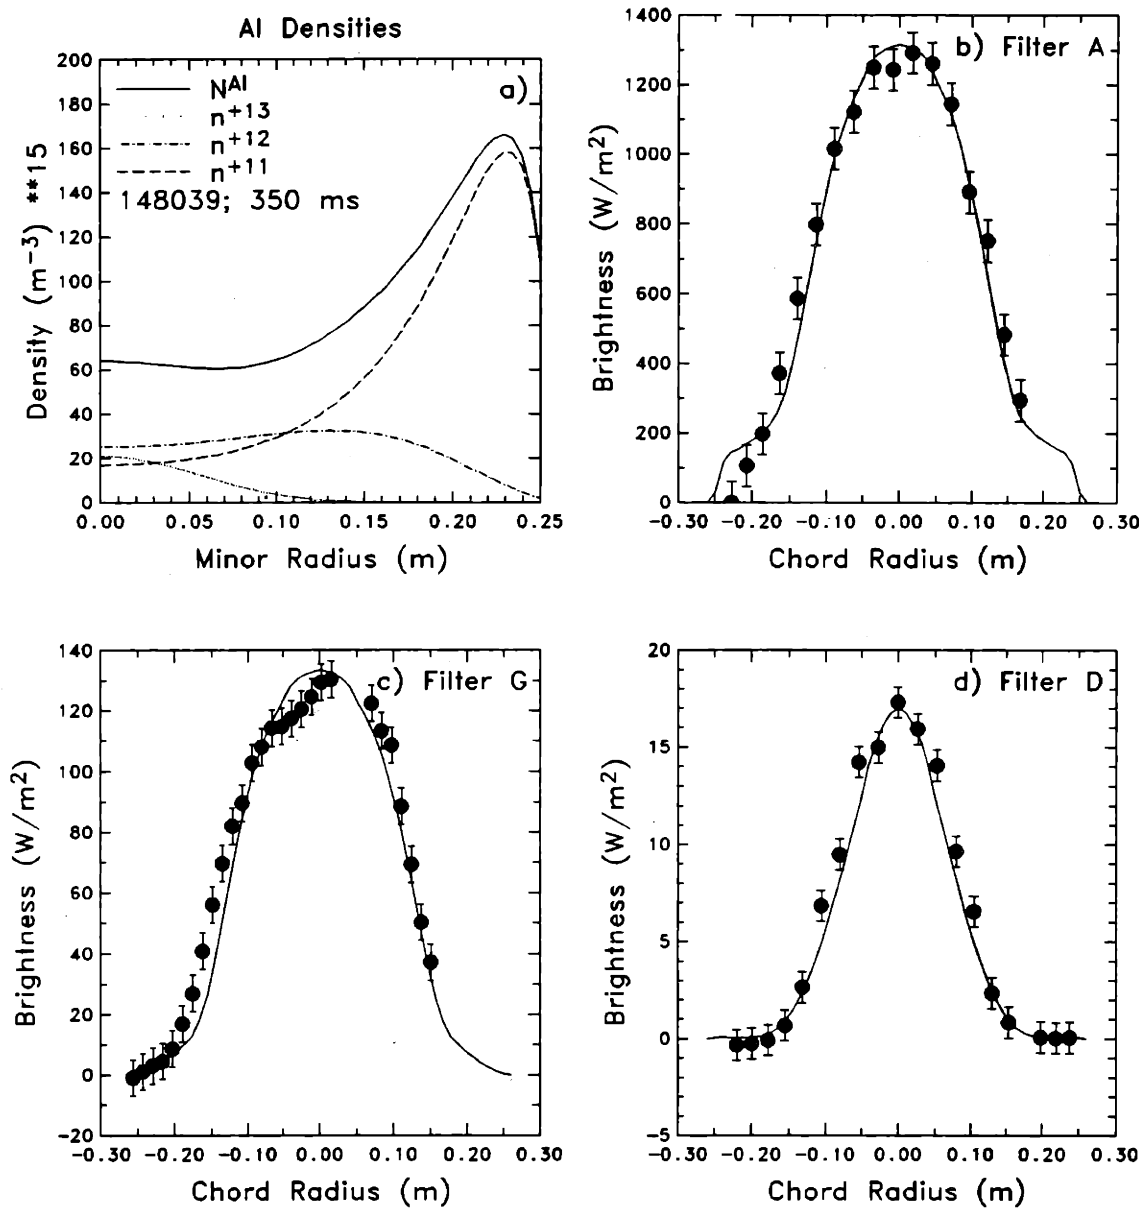 Al Densities
200
180
160
140
120
100
80
60
40
20
0
N^Al
n^+13
n^+12
n^+11
148039; 350 ms
a)
Density (m^-3) **15
0.00 0.05 0.10 0.15 0.20 0.25
Minor Radius (m)
1400
1200
1000
800
600
400
200
0
b) Filter A
Brightness (W/m^2)
-0.30 -0.20 -0.10 0.00 0.10 0.20 0.30
Chord Radius (m)
140
120
100
80
60
40
20
0
-20
c) Filter G
Brightness (W/m^2)
-0.30 -0.20 -0.10 0.00 0.10 0.20 0.30
Chord Radius (m)
20
15
10
5
0
-5
d) Filter D
Brightness (W/m^2)
-0.30 -0.20 -0.10 0.00 0.10 0.20 0.30
Chord Radius (m)